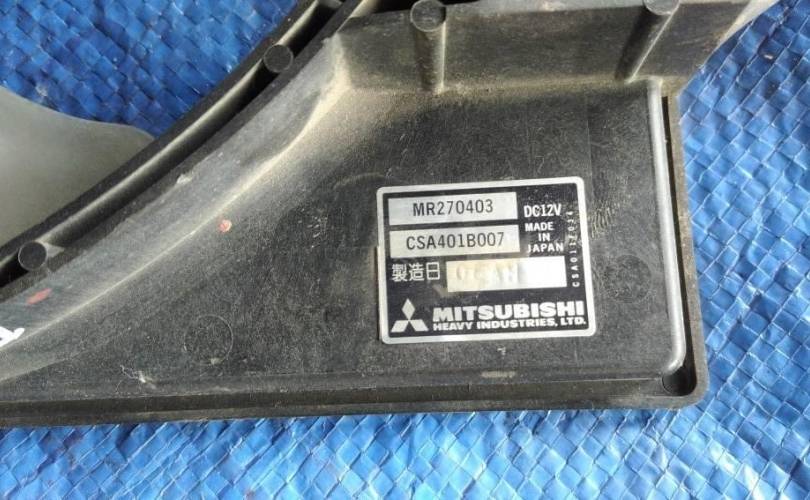 MR270403
DC12V
CSA401B007
MADE
IN
JAPAN
製造日
MITSUBISHI
HEAVY INDUSTRIES, LTD.